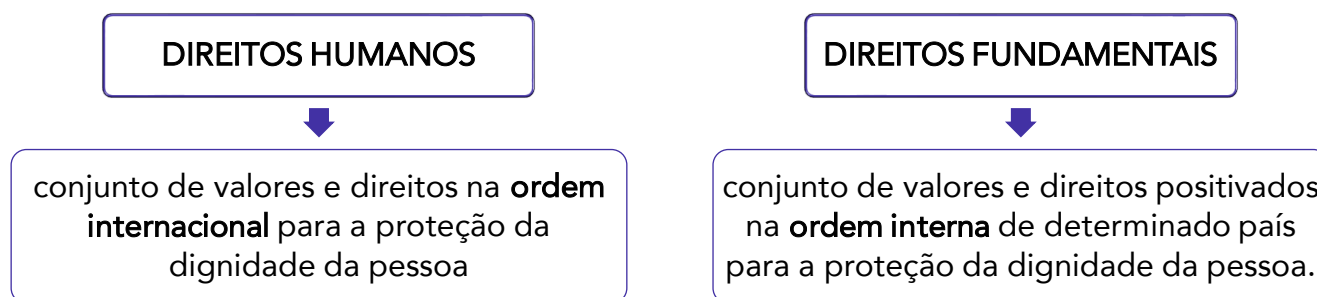 DIREITOS HUMANOS
conjunto de valores e direitos na ordem
internacional para a proteção da
dignidade da pessoa
DIREITOS FUNDAMENTAIS
conjunto de valores e direitos positivados
na ordem interna de determinado país
para a proteção da dignidade da pessoa.